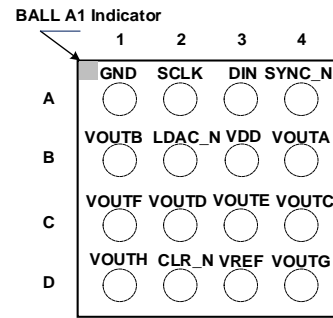 BALL A1 Indicator
1 2 3 4
GND SCLK DIN SYNC_N
A
VOUTB LDAC_N VDD VOUTA
B
VOUTF VOUTD VOUTE VOUTC
C
VOUTH CLR_N VREF VOUTG
D